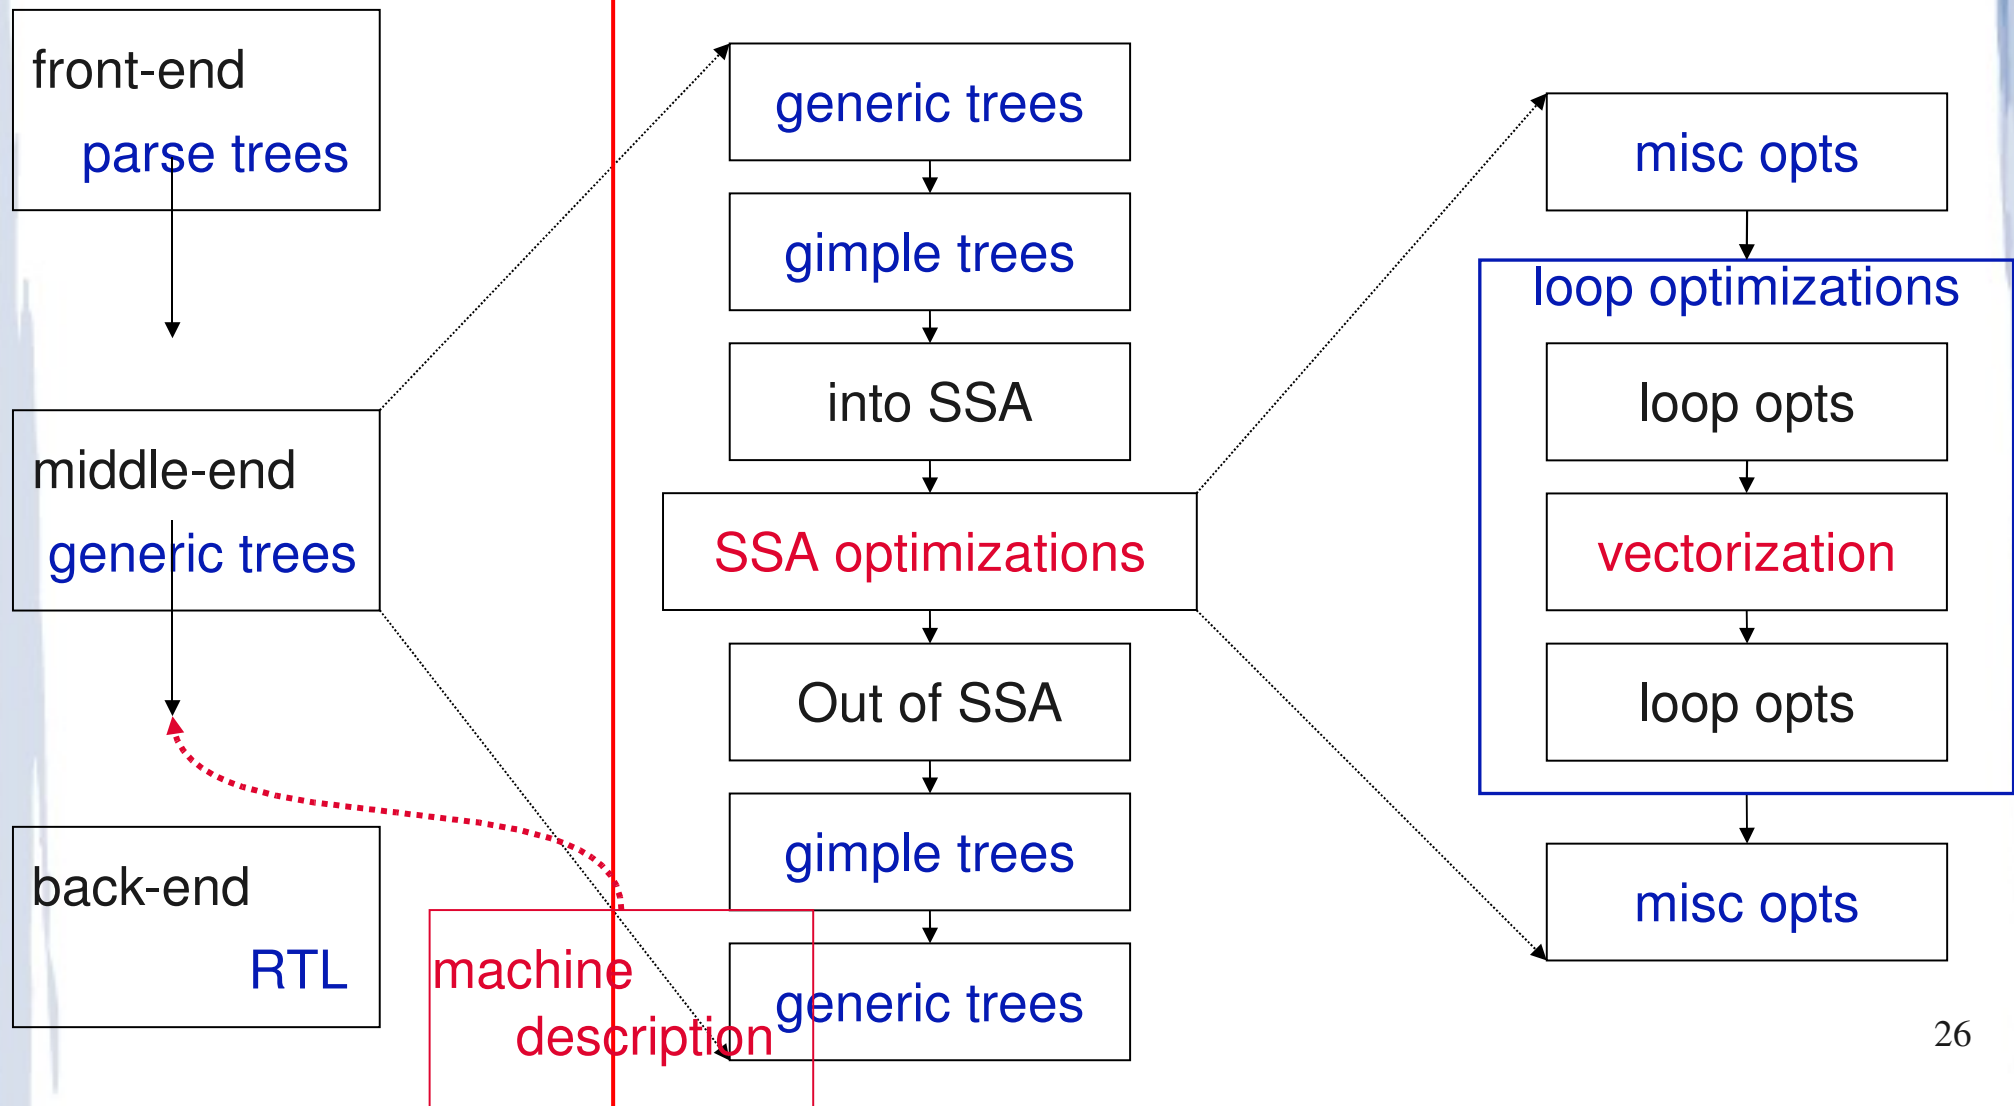 front-end
parse trees
middle-end
generic trees
back-end
RTL
machine
description
generic trees
gimple trees
into SSA
SSA optimizations
Out of SSA
gimple trees
generic trees
misc opts
loop optimizations
loop opts
vectorization
loop opts
misc opts
26